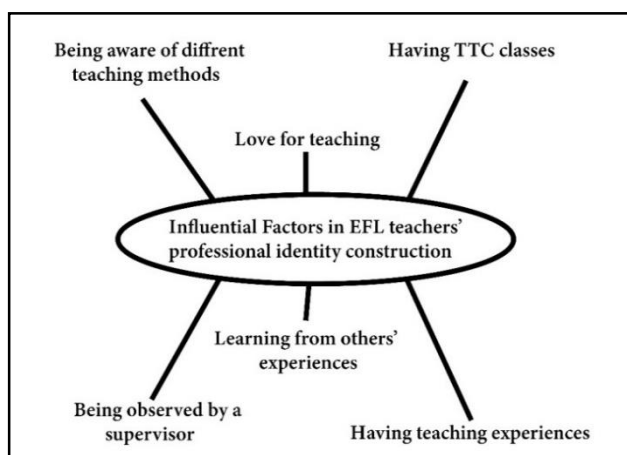 Being aware of diffrent
teaching methods
Having TTC classes
Love for teaching
Influential Factors in EFL teachers'
professional identity construction
Learning from others'
experiences
Being observed by a
supervisor
Having teaching experiences